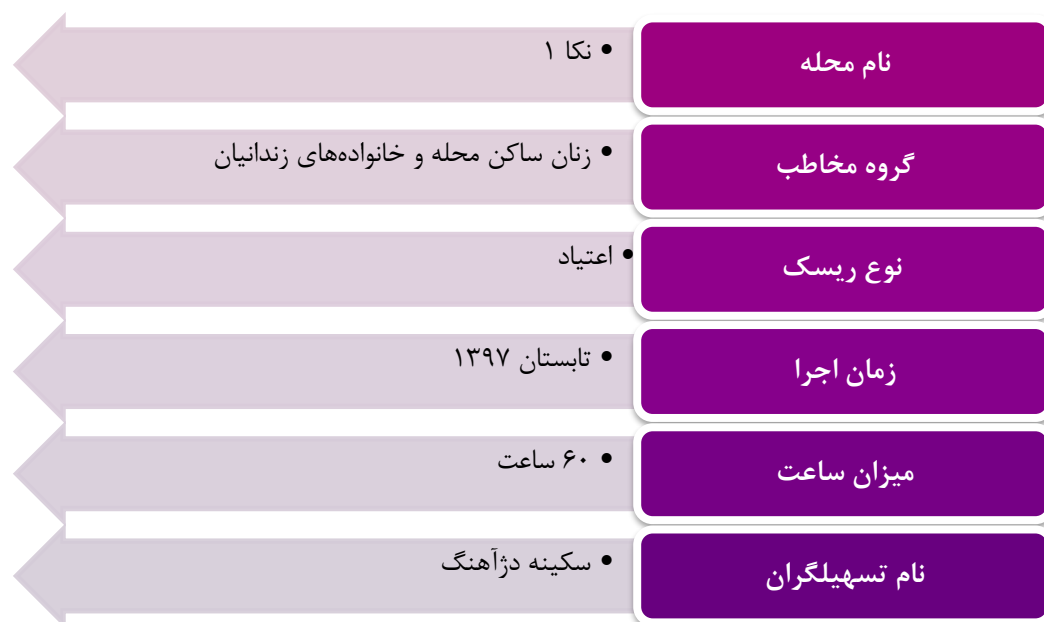 نام محله
• نکا ۱
گروه مخاطب
• زنان ساکن محله و خانواده‌های زندانیان
نوع ریسک
• اعتیاد
زمان اجرا
• تابستان ۱۳۹۷
میزان ساعت
• ۶۰ ساعت
نام تسهیلگران
• سکینه دژآهنگ